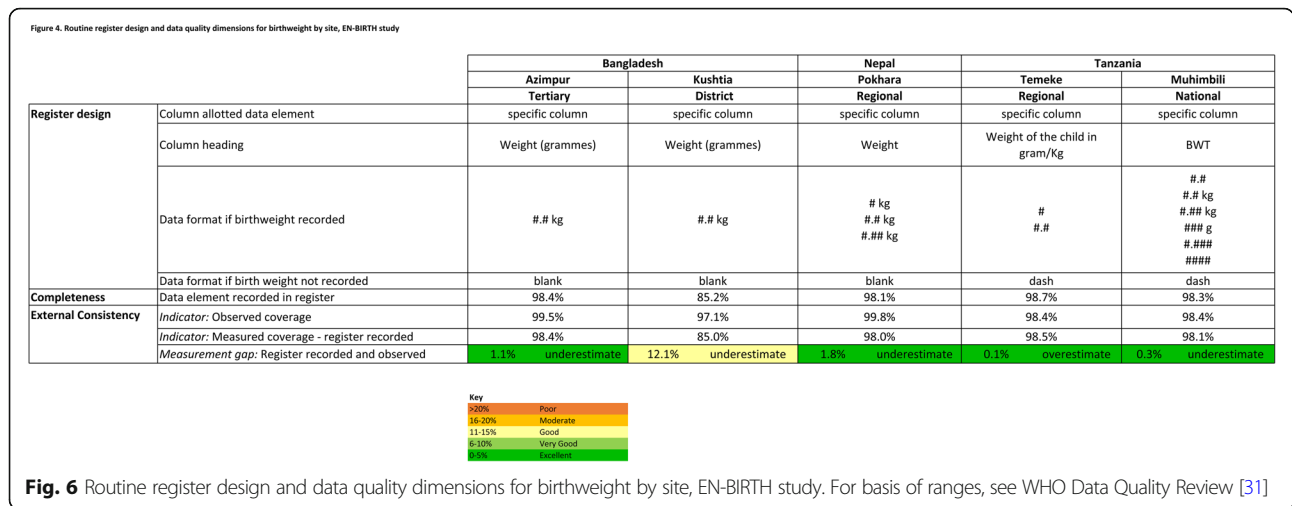 Figure 4. Routine register design and data quality dimensions for birthweight by site, EN-BIRTH study
Bangladesh Nepal Tanzania
Azimpur Kushtia Pokhara Temeke Muhimbili
Tertiary District Regional Regional National
Register design Column allotted data element specific column specific column specific column specific column specific column
Column heading Weight (grammes) Weight (grammes) Weight Weight of the child in gram/Kg BWT
Data format if birthweight recorded #.# kg #.# kg # kg #.# kg #.## kg # #.# #.# #.# kg #.## kg ### g #.### ####
Data format if birth weight not recorded blank blank blank dash dash
Completeness Data element recorded in register 98.4% 85.2% 98.1% 98.7% 98.3%
External Consistency Indicator: Observed coverage 99.5% 97.1% 99.8% 98.4% 98.4%
Indicator: Measured coverage - register recorded 98.4% 85.0% 98.0% 98.5% 98.1%
Measurement gap: Register recorded and observed 1.1% underestimate 12.1% underestimate 1.8% underestimate 0.1% overestimate 0.3% underestimate
Key
>20% Poor
16-20% Moderate
11-15% Good
6-10% Very Good
0-5% Excellent
Fig. 6 Routine register design and data quality dimensions for birthweight by site, EN-BIRTH study. For basis of ranges, see WHO Data Quality Review [31]